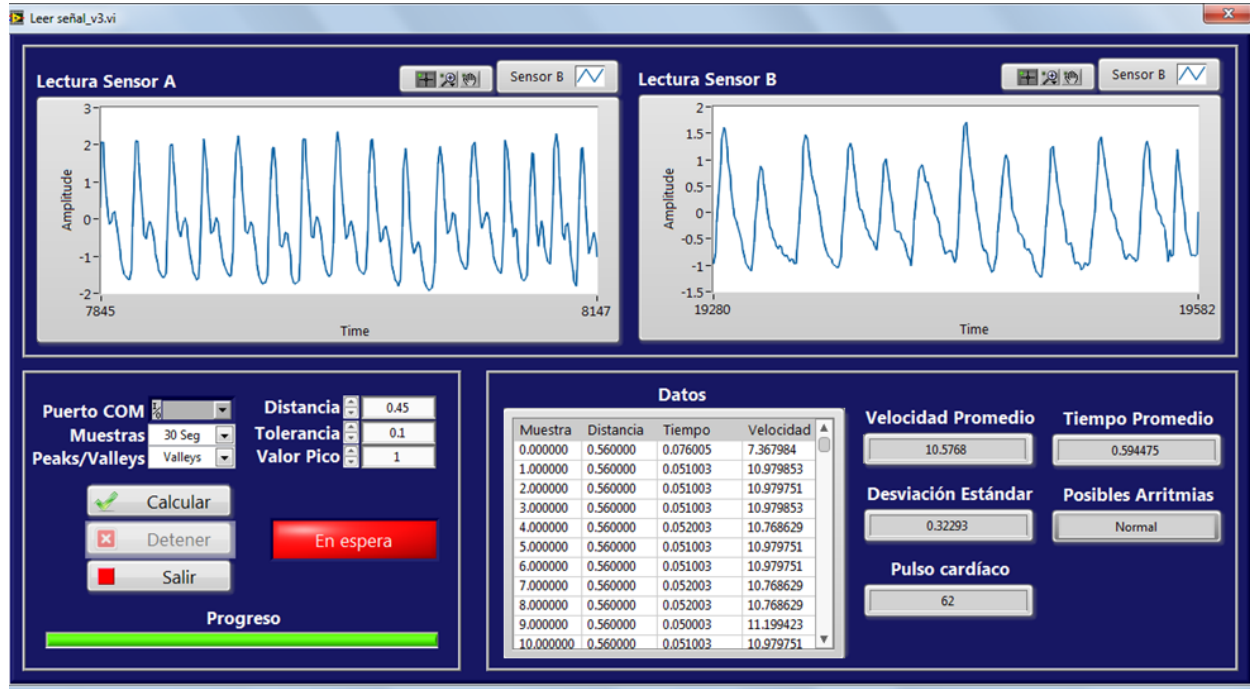 Leer señal_v3.vi
Lectura Sensor A
Sensor B
Amplitude
3
2
1
0
-1
-2
7845
8147
Time
Lectura Sensor B
Sensor B
Amplitude
2
1.5
1
0.5
0
-0.5
-1
-1.5
19280
19582
Time
Puerto COM
Distancia 0.45
Muestras 30 Seg
Tolerancia 0.1
Peaks/Valleys Valleys
Valor Pico 1
Calcular
Detener
Salir
En espera
Progreso
Datos
Muestra Distancia Tiempo Velocidad
0.000000 0.560000 0.076005 7.367984
1.000000 0.560000 0.051003 10.979853
2.000000 0.560000 0.051003 10.979751
3.000000 0.560000 0.051003 10.979853
4.000000 0.560000 0.052003 10.768629
5.000000 0.560000 0.051003 10.979751
6.000000 0.560000 0.051003 10.979751
7.000000 0.560000 0.052003 10.768629
8.000000 0.560000 0.052003 10.768629
9.000000 0.560000 0.050003 11.199423
10.000000 0.560000 0.051003 10.979751
Velocidad Promedio
10.5768
Tiempo Promedio
0.594475
Desviación Estándar
0.32293
Posibles Arritmias
Normal
Pulso cardíaco
62